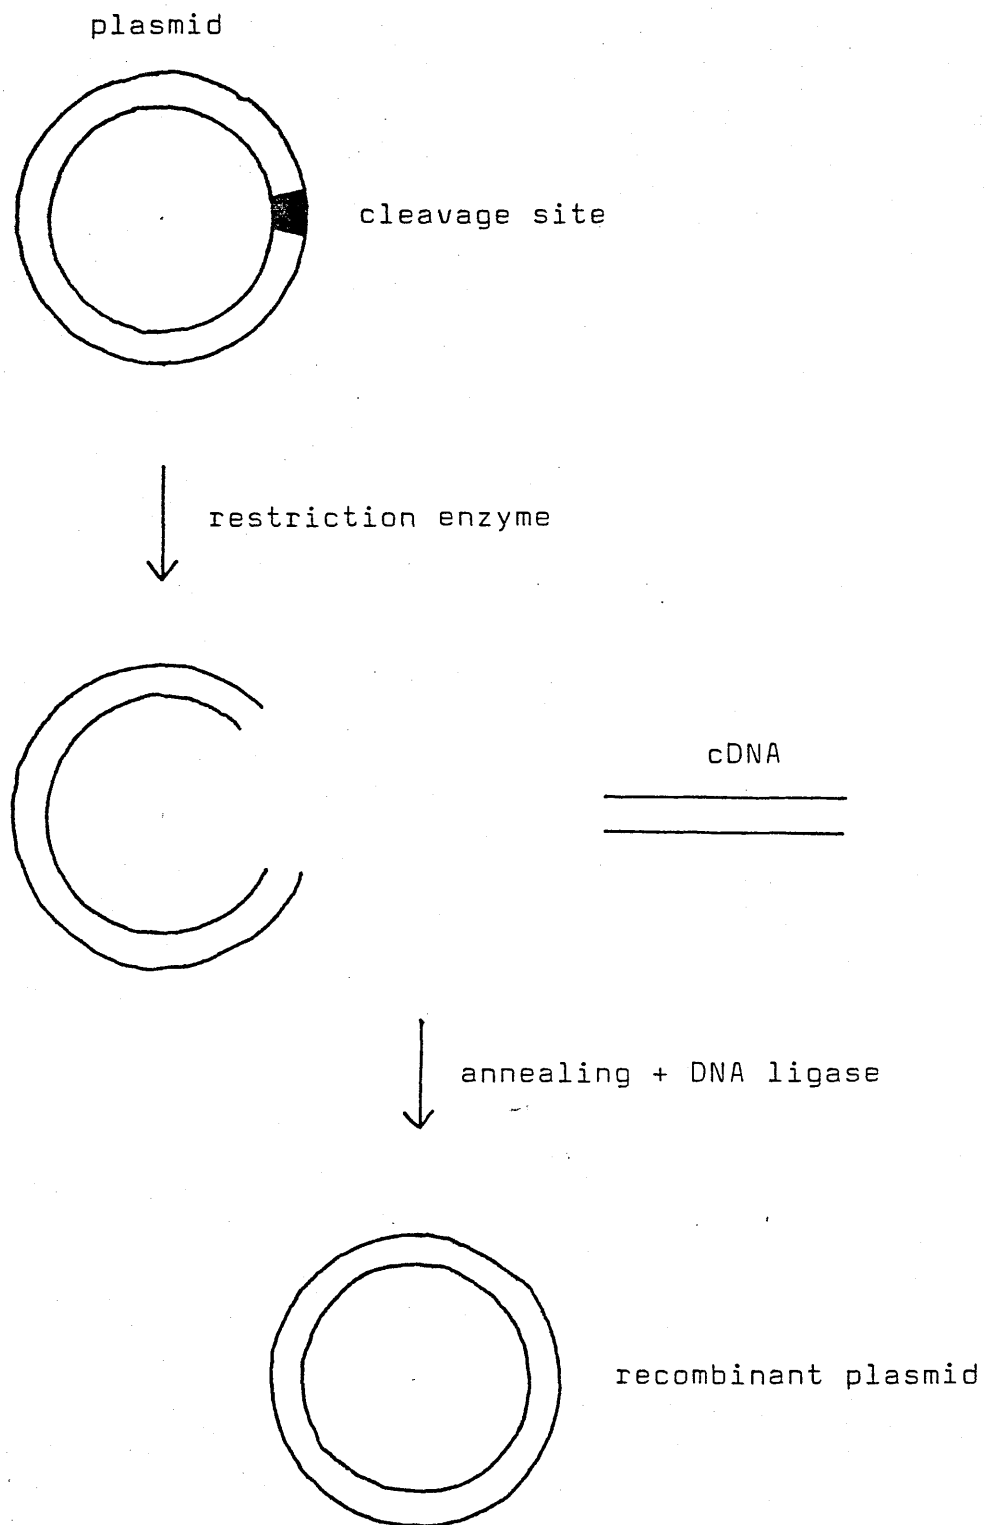 plasmid
cleavage site
restriction enzyme
cDNA
annealing + DNA ligase
recombinant plasmid